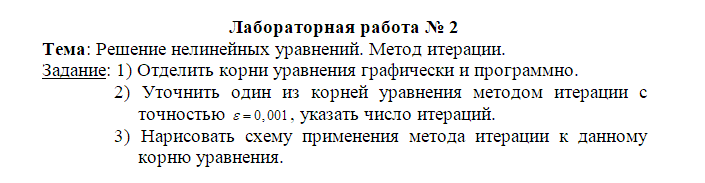 Лабораторная работа № 2
Тема: Решение нелинейных уравнений. Метод итерации.
Задание: 1) Отделить корни уравнения графически и программно.
2) Уточнить один из корней уравнения методом итерации с
точностью ε = 0,001, указать число итераций.
3) Нарисовать схему применения метода итерации к данному
корню уравнения.